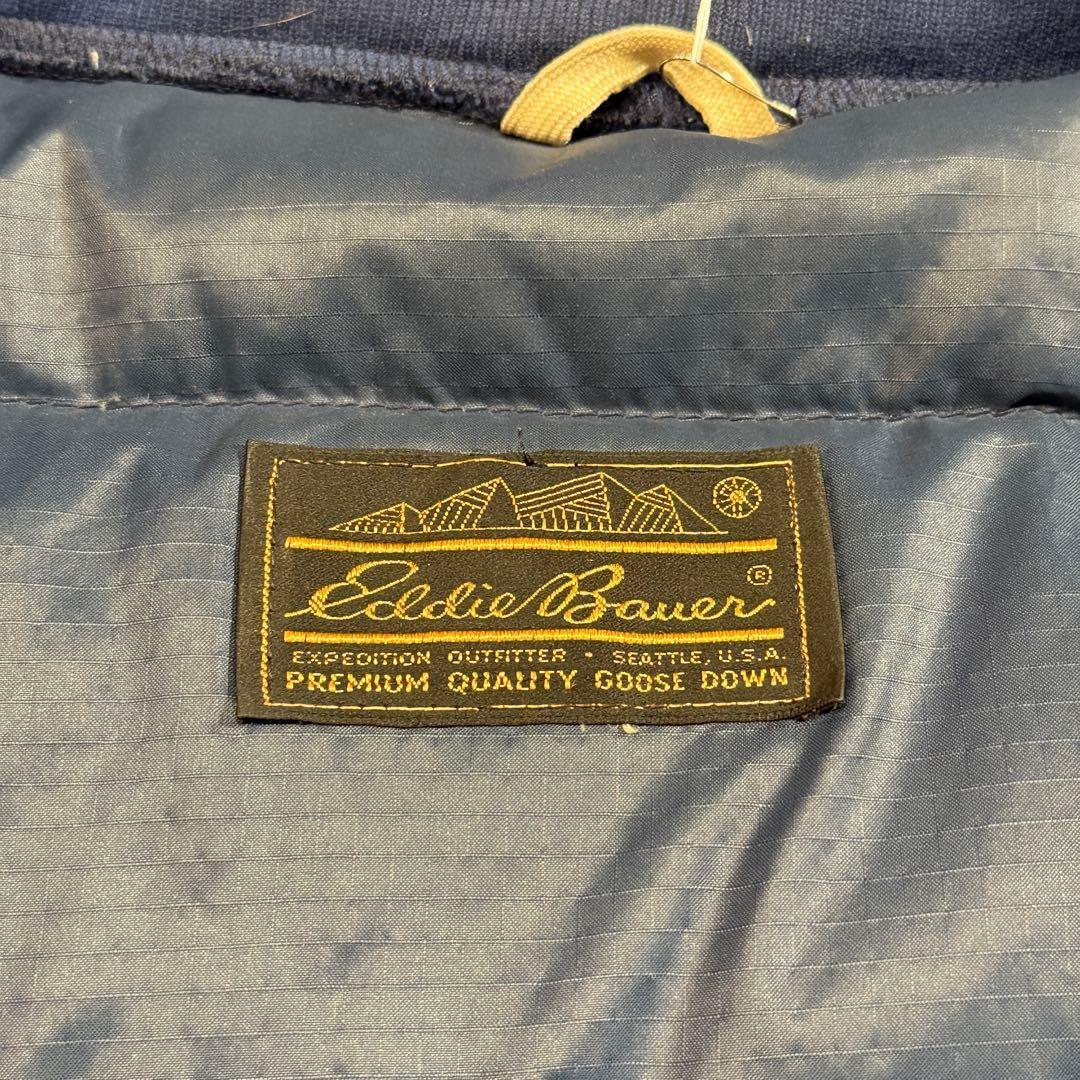 Eddie Bauer ®
EXPEDITION OUTFITTER • SEATTLE, U.S.A.
PREMIUM QUALITY GOOSE DOWN